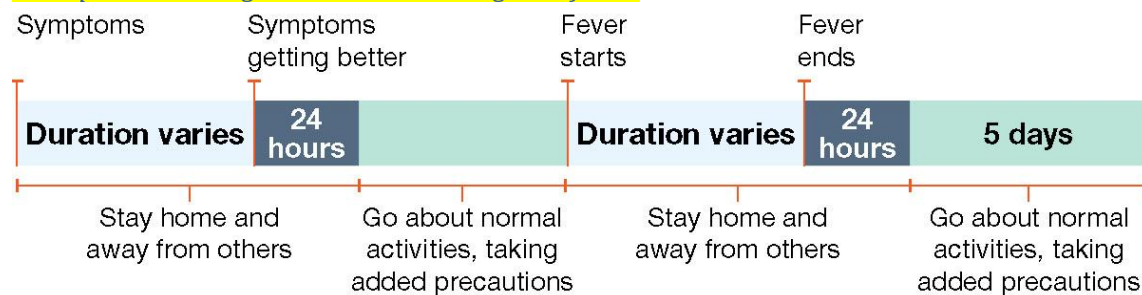 Symptoms
Symptoms
getting better
Fever
starts
Fever
ends
Duration varies
24
hours
Duration varies
24
hours
5 days
Stay home and
away from others
Go about normal
activities, taking
added precautions
Stay home and
away from others
Go about normal
activities, taking
added precautions